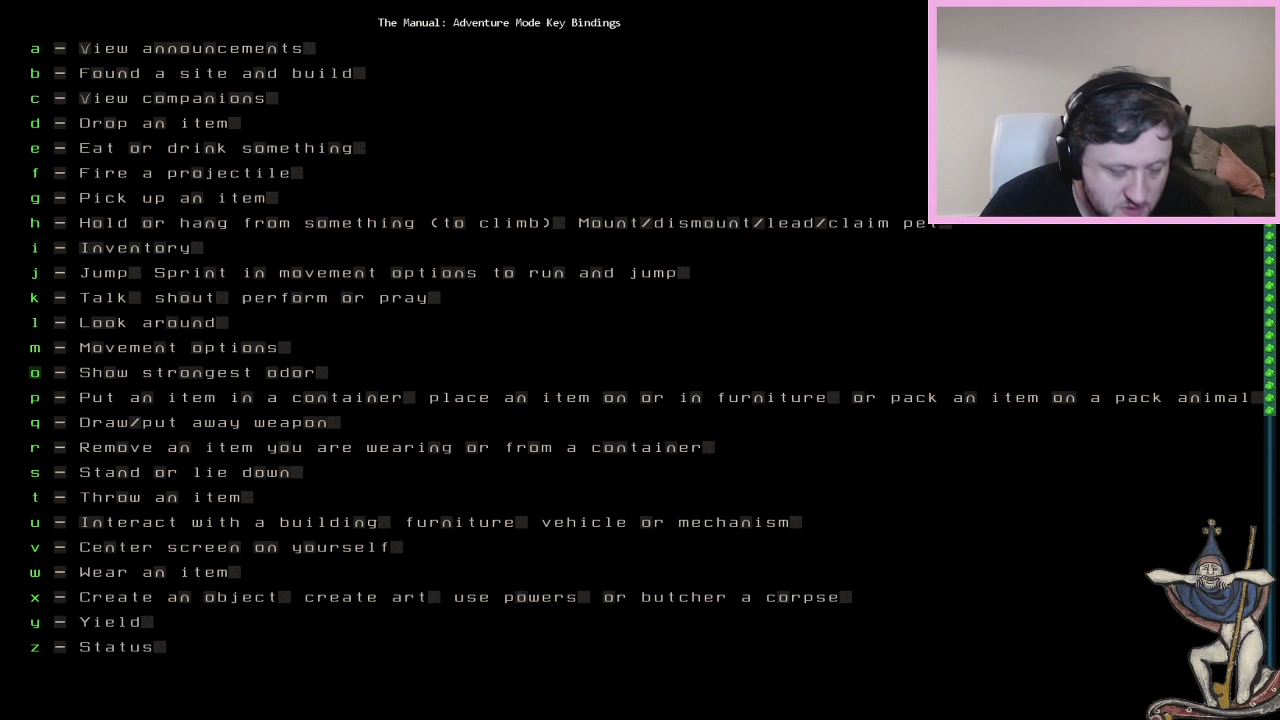 The Manual: Adventure Mode Key Bindings
a - View announcements
b - Found a site and build
c - View companions
d - Drop an item
e - Eat or drink something
f - Fire a projectile
g - Pick up an item
h - Hold or hang from something (to climb) Mount/dismount/lead/claim pet
i - Inventory
j - Jump Sprint in movement options to run and jump
k - Talk shout perform or pray
l - Look around
m - Movement options
o - Show strongest odor
p - Put an item in a container place an item on or in furniture or pack an item on a pack animal
q - Draw/put away weapon
r - Remove an item you are wearing or from a container
s - Stand or lie down
t - Throw an item
u - Interact with a building furniture vehicle or mechanism
v - Center screen on yourself
w - Wear an item
x - Create an object create art use powers or butcher a corpse
y - Yield
z - Status